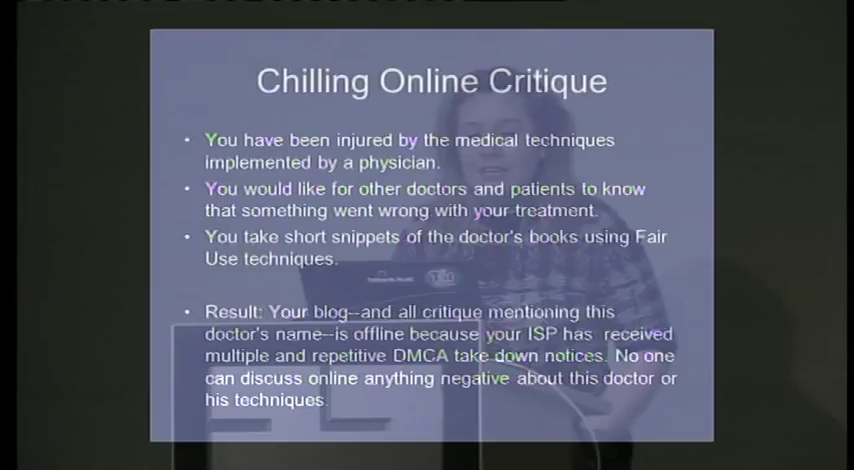 Chilling Online Critique
• You have been injured by the medical techniques
implemented by a physician.
• You would like for other doctors and patients to know
that something went wrong with your treatment.
• You take short snippets of the doctor's books using Fair
Use techniques.
• Result: Your blog--and all critique mentioning this
doctor's name--is offline because your ISP has received
multiple and repetitive DMCA take down notices. No one
can discuss online anything negative about this doctor or
his techniques.